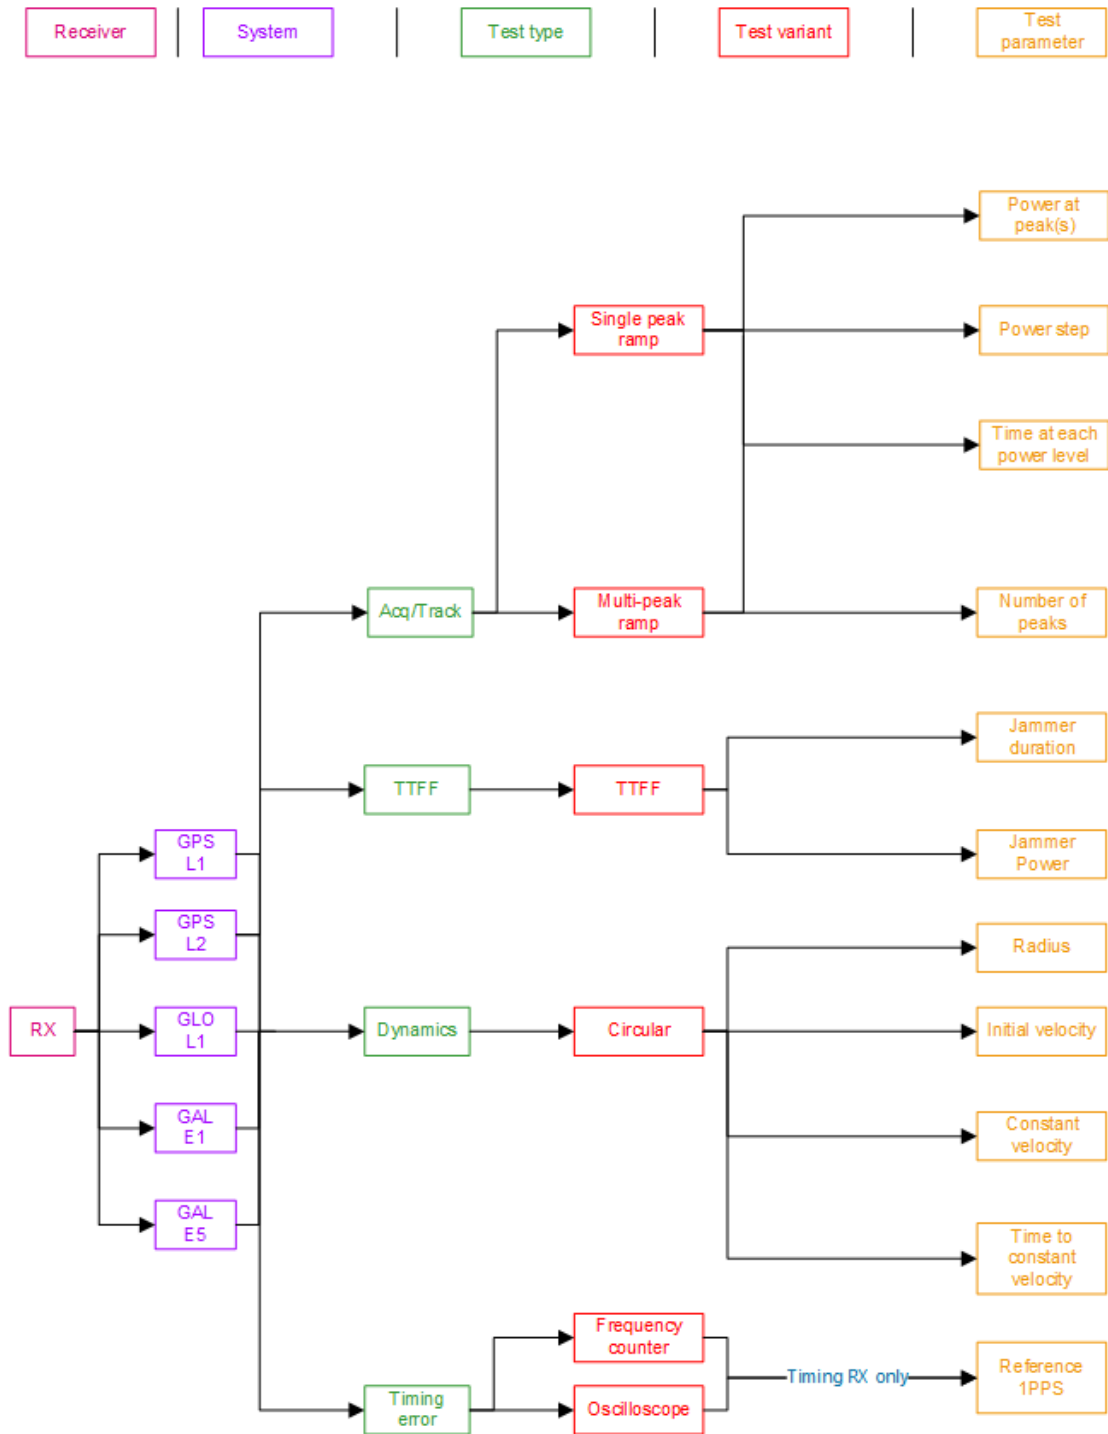 Receiver
System
Test type
Test variant
Test
parameter
Power at
peak(s)
Single peak
ramp
Power step
Time at each
power level
Acq/Track
Multi-peak
ramp
Number of
peaks
Jammer
duration
TTFF
TTFF
GPS
L1
Jammer
Power
GPS
L2
Radius
RX
GLO
L1
Dynamics
Circular
Initial velocity
GAL
E1
Constant
velocity
GAL
E5
Time to
constant
velocity
Frequency
counter
Timing RX only
Reference
1PPS
Timing
error
Oscilloscope